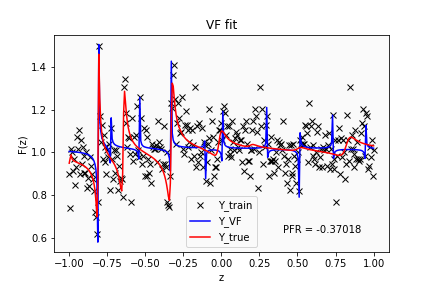 VF fit
F(z)
1.4
1.2
1.0
0.8
0.6
Y_train
Y_VF
Y_true
PFR = -0.37018
−1.00 −0.75 −0.50 −0.25 0.00 0.25 0.50 0.75 1.00
z